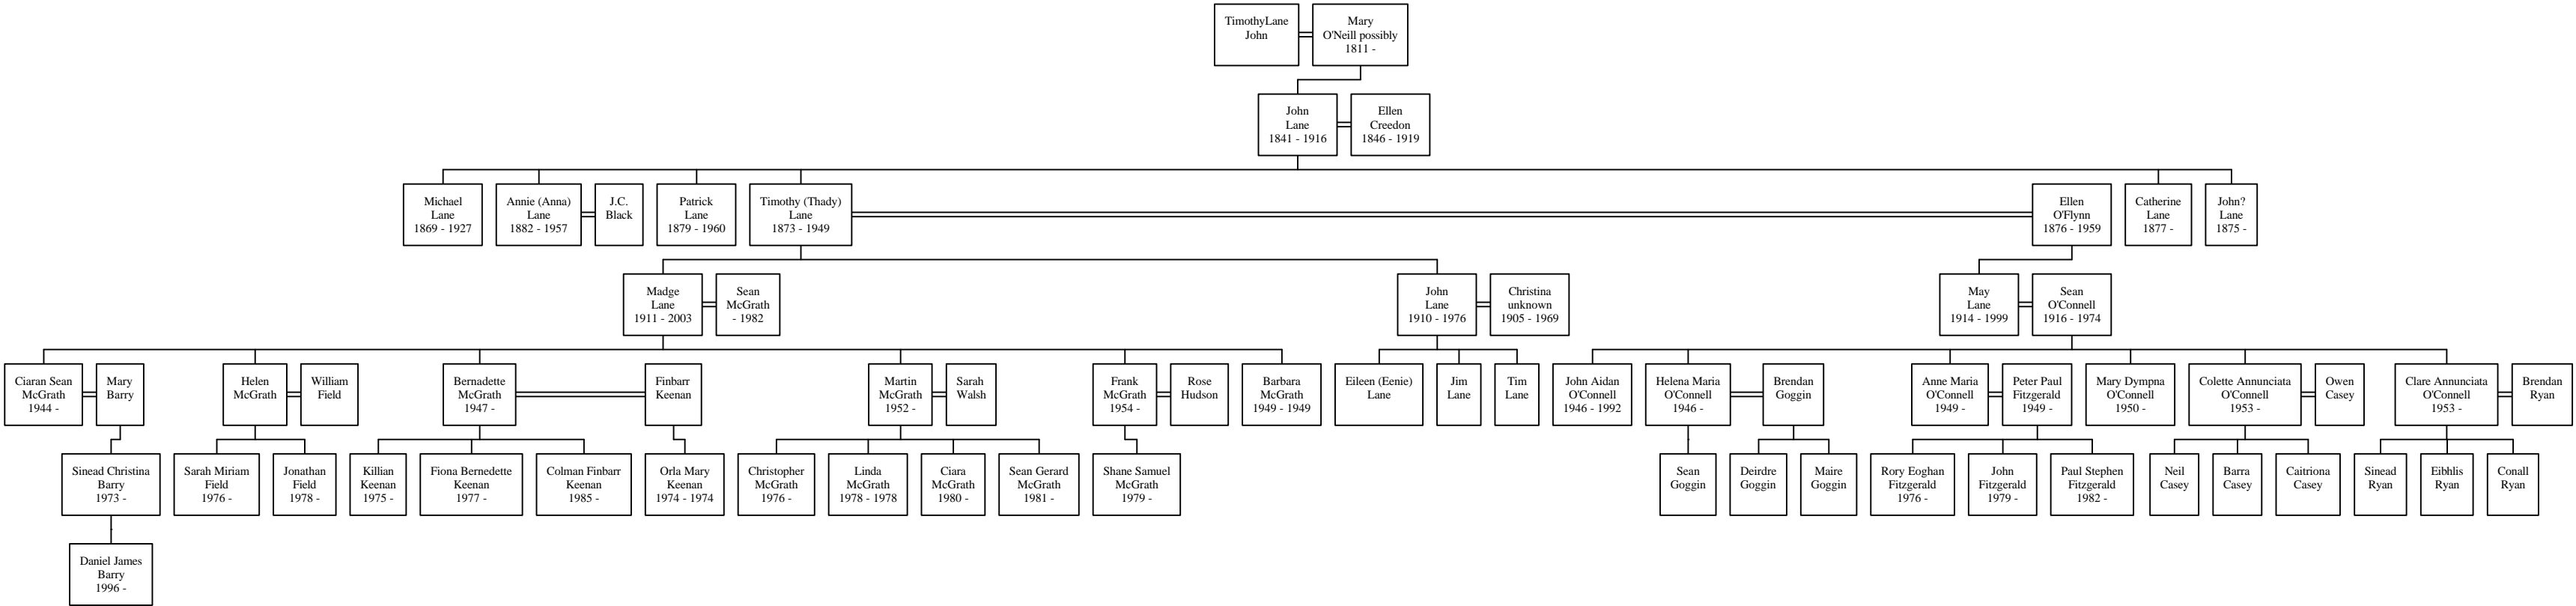 TimothyLane
John
Mary
O'Neill possibly
1811 -
John
Lane
1841 - 1916
Ellen
Creedon
1846 - 1919
Michael
Lane
1869 - 1927
Annie (Anna)
Lane
1882 - 1957
J.C.
Black
Patrick
Lane
1879 - 1960
Timothy (Thady)
Lane
1873 - 1949
Ellen
O'Flynn
1876 - 1959
Catherine
Lane
1877 -
John?
Lane
1875 -
Madge
Lane
1911 - 2003
Sean
McGrath
- 1982
John
Lane
1910 - 1976
Christina
unknown
1905 - 1969
May
Lane
1914 - 1999
Sean
O'Connell
1916 - 1974
Ciaran Sean
McGrath
1944 -
Mary
Barry
Helen
McGrath
William
Field
Bernadette
McGrath
1947 -
Finbarr
Keenan
Martin
McGrath
1952 -
Sarah
Walsh
Frank
McGrath
1954 -
Rose
Hudson
Barbara
McGrath
1949 - 1949
Eileen (Eenie)
Lane
Jim
Lane
Tim
Lane
John Aidan
O'Connell
1946 - 1992
Helena Maria
O'Connell
1946 -
Brendan
Goggin
Anne Maria
O'Connell
1949 -
Peter Paul
Fitzgerald
1949 -
Mary Dympna
O'Connell
1950 -
Colette Annunciata
O'Connell
1953 -
Owen
Casey
Clare Annunciata
O'Connell
1953 -
Brendan
Ryan
Sinead Christina
Barry
1973 -
Sarah Miriam
Field
1976 -
Jonathan
Field
1978 -
Killian
Keenan
1975 -
Fiona Bernedette
Keenan
1977 -
Colman Finbarr
Keenan
1985 -
Orla Mary
Keenan
1974 - 1974
Christopher
McGrath
1976 -
Linda
McGrath
1978 - 1978
Ciara
McGrath
1980 -
Sean Gerard
McGrath
1981 -
Shane Samuel
McGrath
1979 -
Sean
Goggin
Deirdre
Goggin
Maire
Goggin
Rory Eoghan
Fitzgerald
1976 -
John
Fitzgerald
1979 -
Paul Stephen
Fitzgerald
1982 -
Neil
Casey
Barra
Casey
Caitriona
Casey
Sinead
Ryan
Eibhlis
Ryan
Conall
Ryan
Daniel James
Barry
1996 -